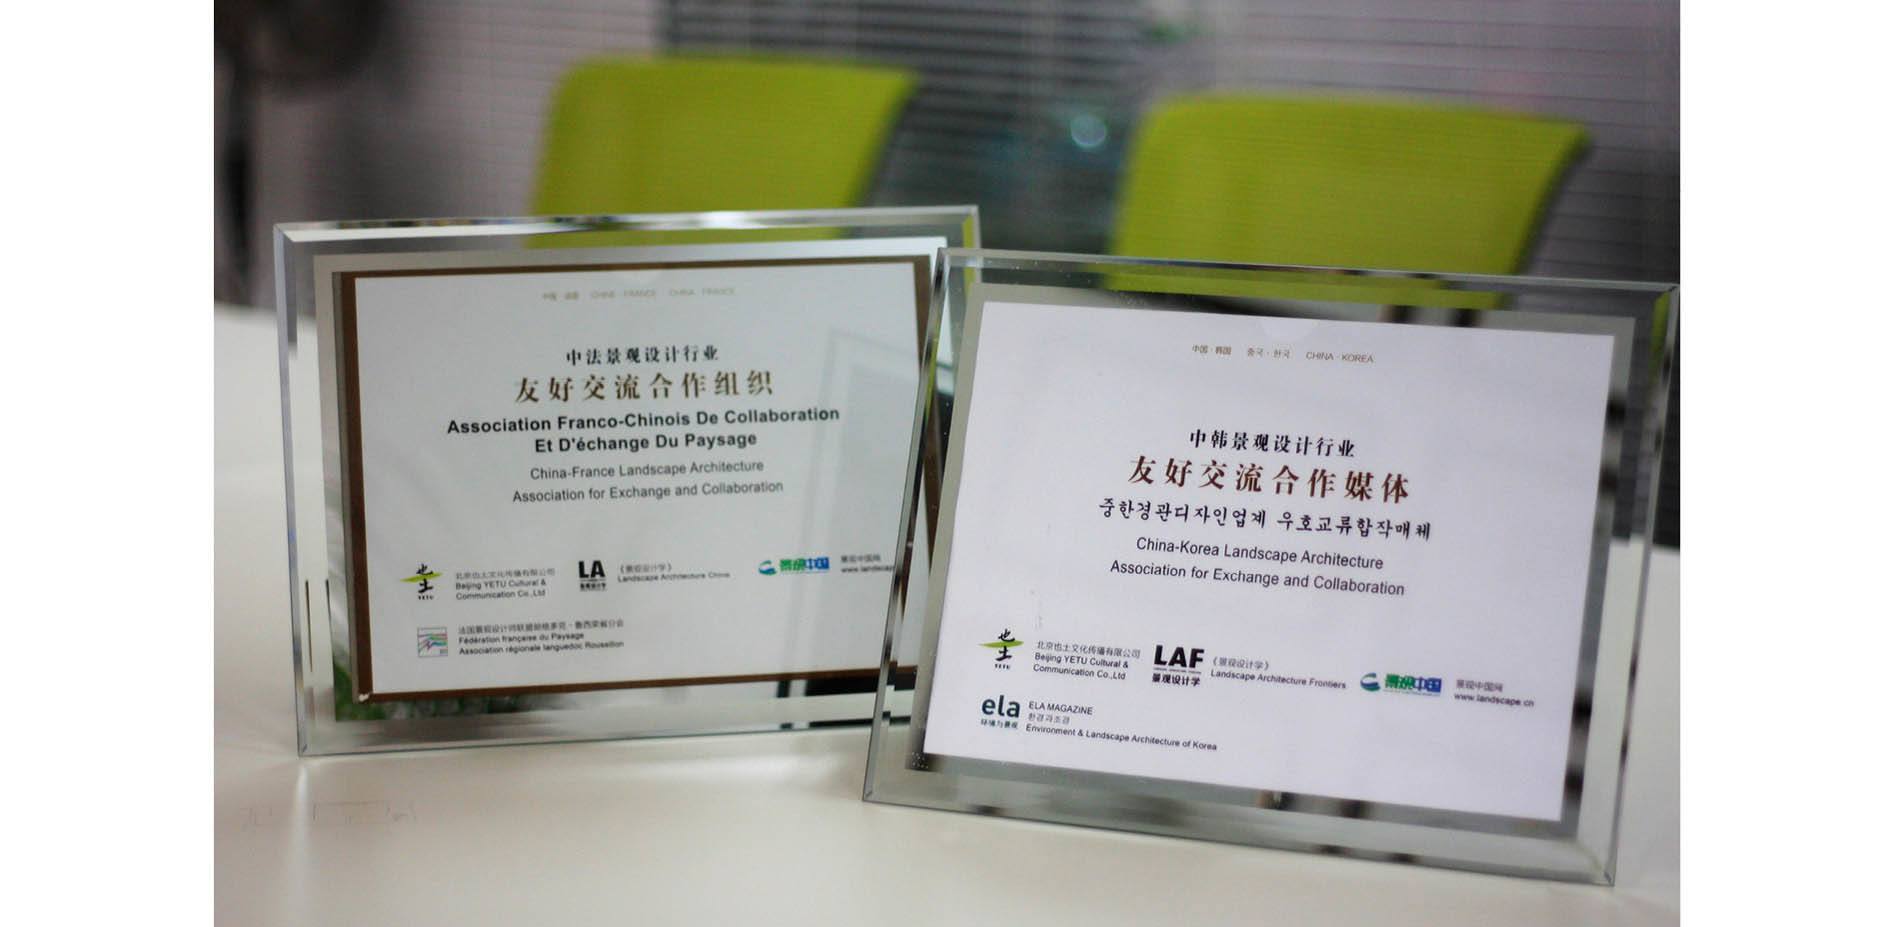 中国 · 法国 CHINE · FRANCE CHINA · FRANCE
中法景观设计行业
友好交流合作组织
Association Franco-Chinois De Collaboration
Et D'échange Du Paysage
China-France Landscape Architecture
Association for Exchange and Collaboration
也土
YETU
北京也土文化传播有限公司
Beijing YETU Cultural &
Communication Co.,Ltd
LA
景观设计学
《景观设计学》
Landscape Architecture China
景观中国
景观中国网
www.landscap
法国景观设计师联盟朗格多克·鲁西荣省分会
Fédération française du Paysage
Association régionale languedoc Roussillon
中国 · 韩国 중국 · 한국 CHINA · KOREA
中韩景观设计行业
友好交流合作媒体
중한경관디자인업계 우호교류합작매체
China-Korea Landscape Architecture
Association for Exchange and Collaboration
也土
YETU
北京也土文化传播有限公司
Beijing YETU Cultural &
Communication Co.,Ltd
LAF
景观设计学
《景观设计学》
Landscape Architecture Frontiers
景观中国
景观中国网
www.landscape.cn
ela
环境与景观
ELA MAGAZINE
환경과조경
Environment & Landscape Architecture of Korea